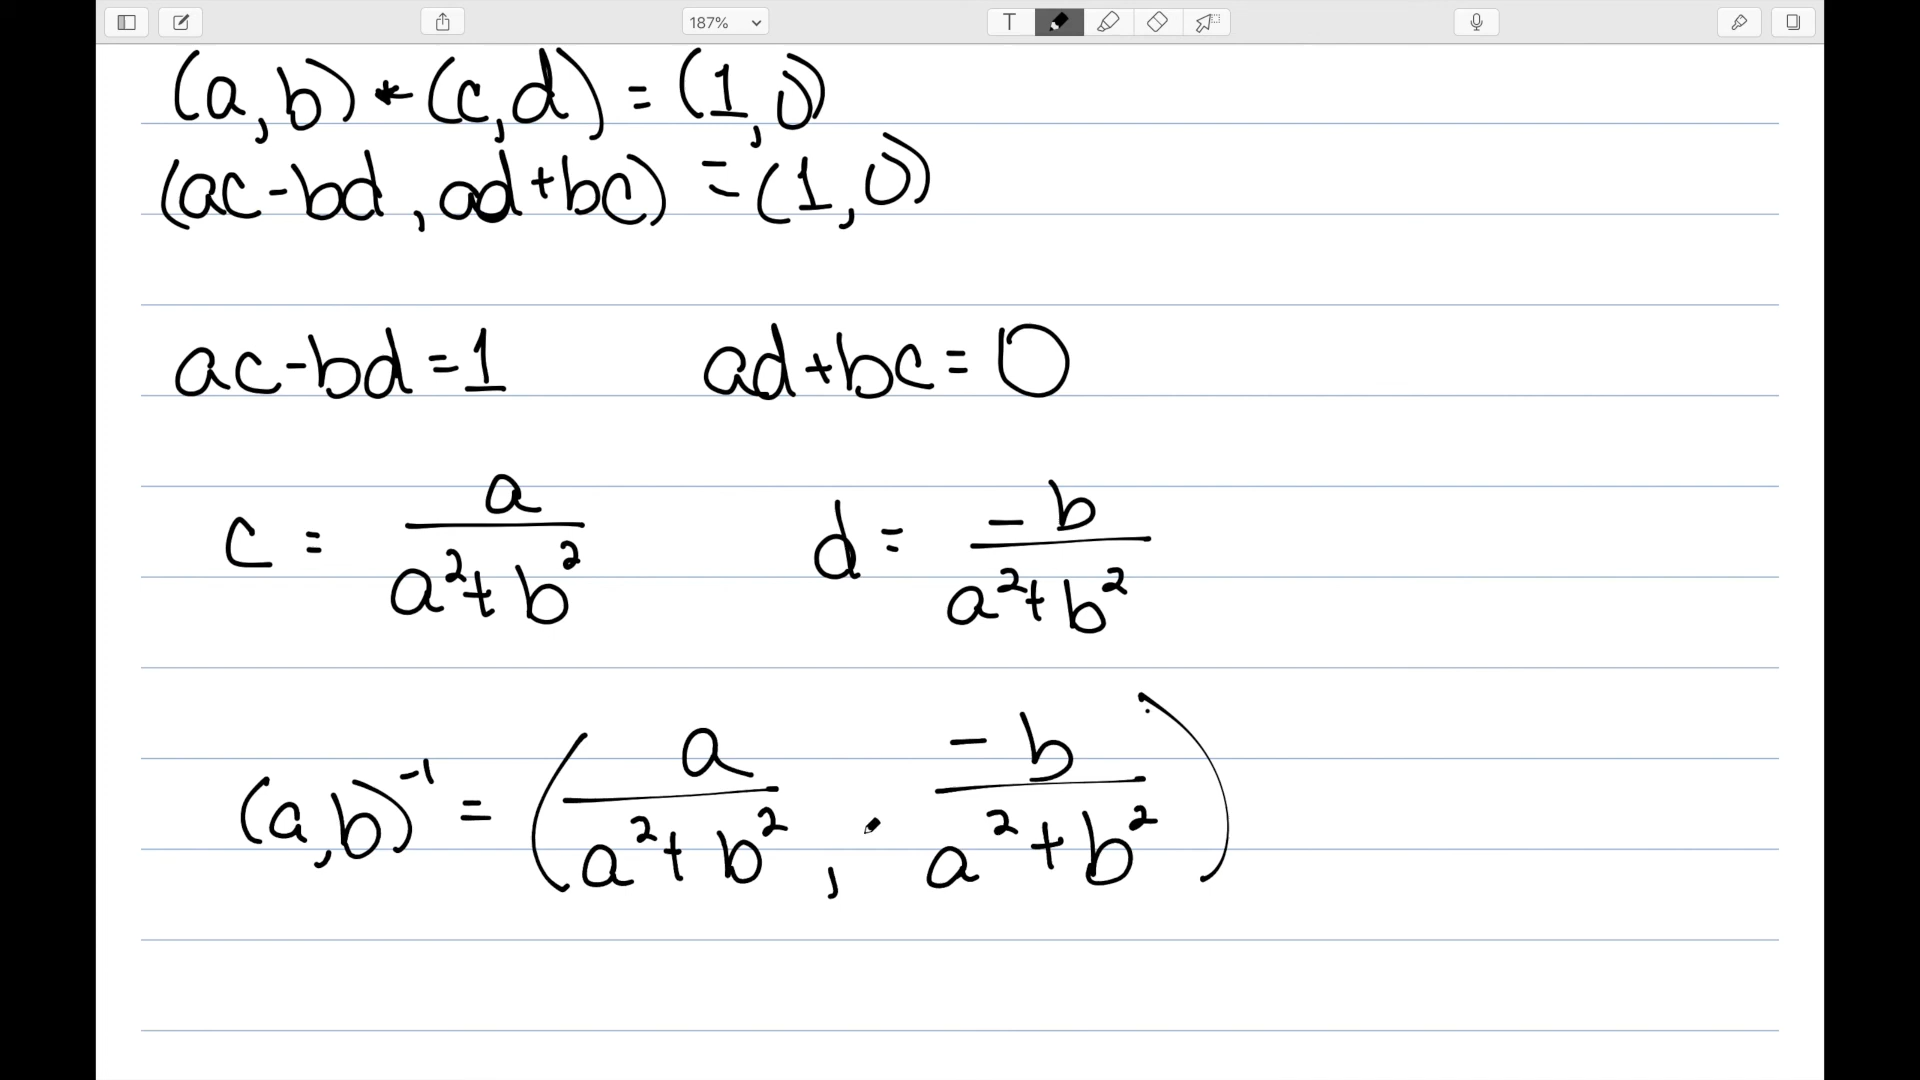 187%
T
(a,b)*(c,d)=(1,0)
(ac-bd, ad+bc)=(1,0)
ac-bd=1 ad+bc=0
c = a/(a²+b²) d = -b/(a²+b²)
(a,b)⁻¹ = (a/(a²+b²), -b/(a²+b²))